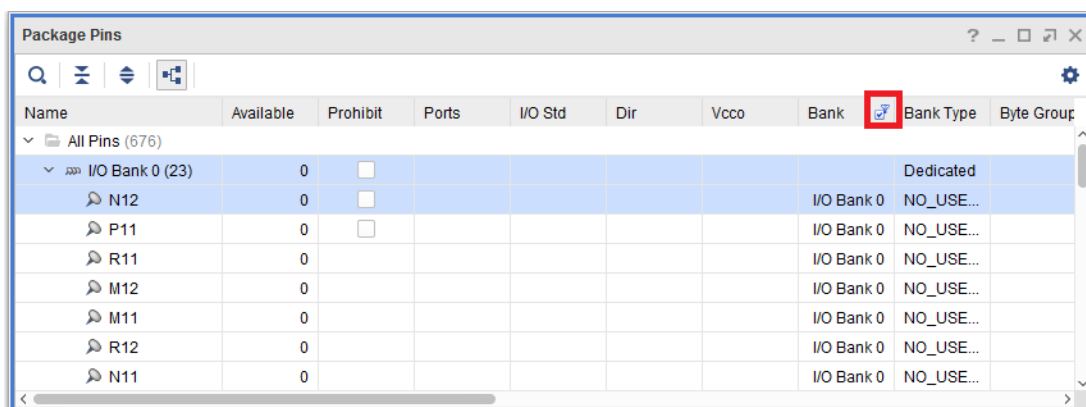 Package Pins
Name Available Prohibit Ports I/O Std Dir Vcco Bank Bank Type Byte Group
All Pins (676)
I/O Bank 0 (23) 0 Dedicated
N12 0 I/O Bank 0 NO_USE...
P11 0 I/O Bank 0 NO_USE...
R11 0 I/O Bank 0 NO_USE...
M12 0 I/O Bank 0 NO_USE...
M11 0 I/O Bank 0 NO_USE...
R12 0 I/O Bank 0 NO_USE...
N11 0 I/O Bank 0 NO_USE...